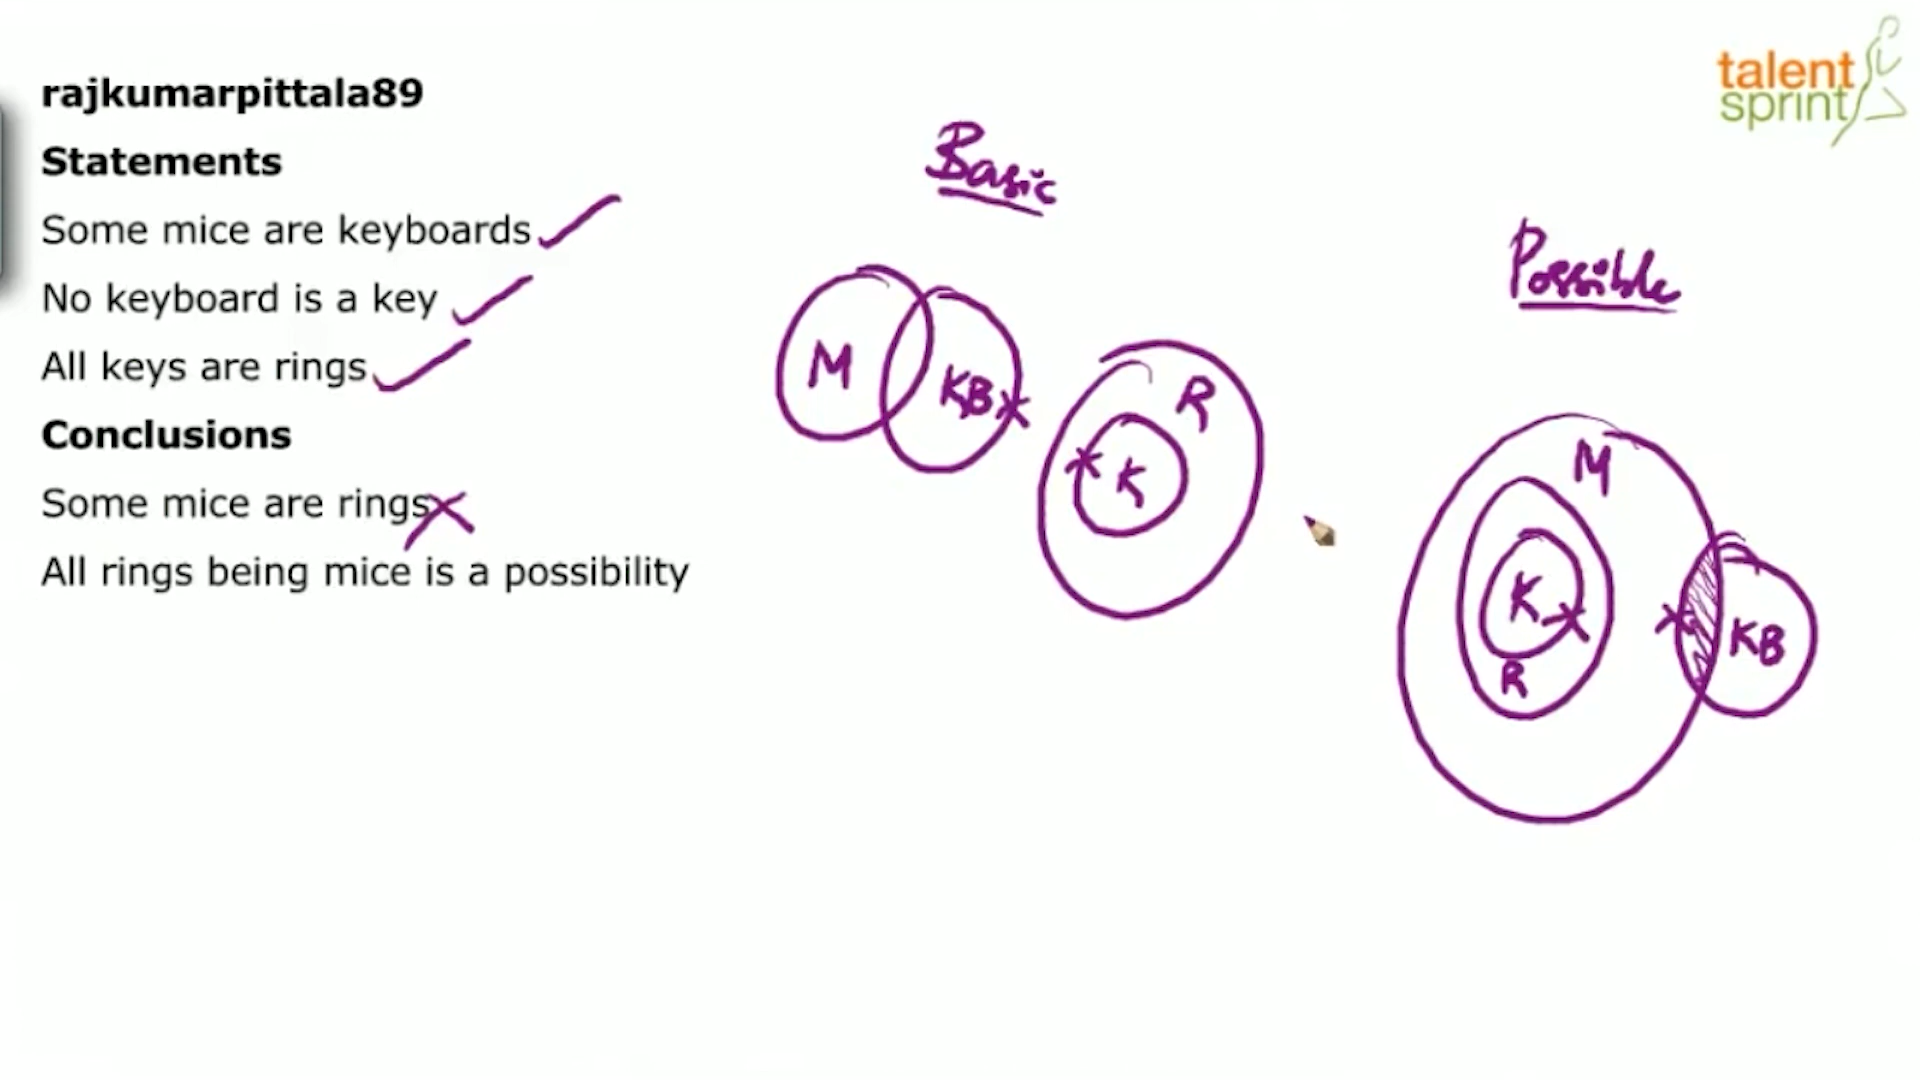 talent
sprint
rajkumarpittala89
Statements
Some mice are keyboards
No keyboard is a key
All keys are rings
Conclusions
Some mice are rings
All rings being mice is a possibility
Basic
M
KB
R
K
Possible
M
K
R
KB